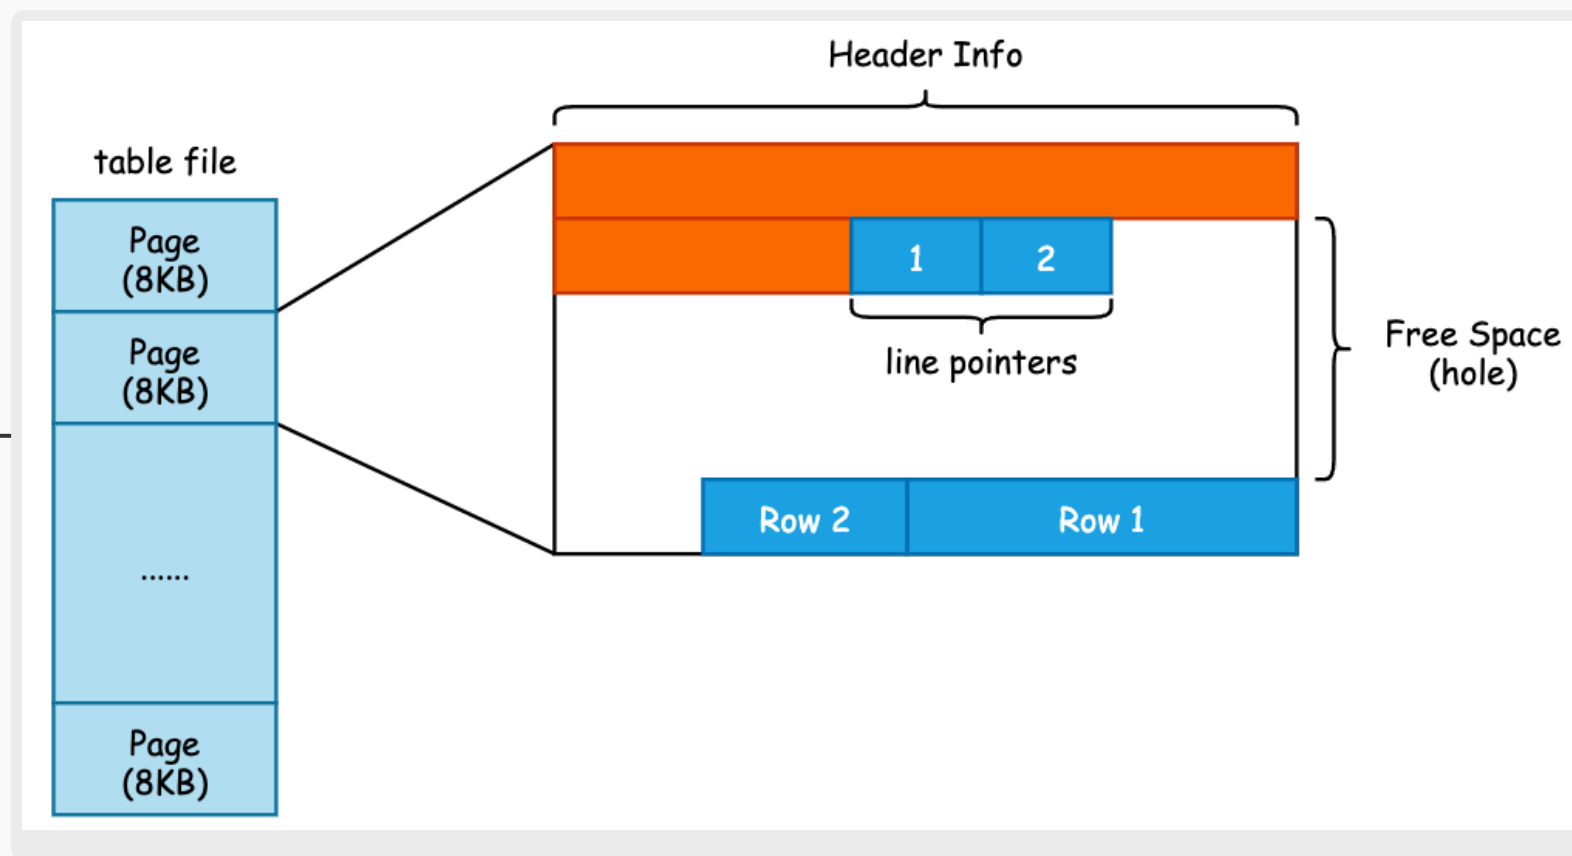 Header Info
table file
Page
(8KB)
Page
(8KB)
......
Page
(8KB)
1
2
line pointers
Free Space
(hole)
Row 2
Row 1